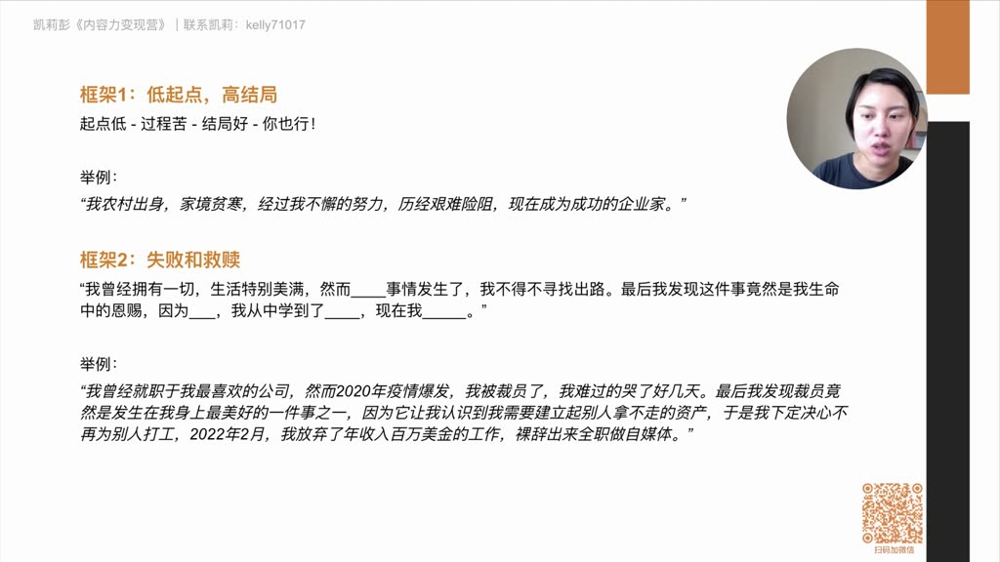 凯莉彭《内容力变现营》｜联系凯莉：kelly71017
框架1：低起点，高结局
起点低 - 过程苦 - 结局好 - 你也行！
举例：
“我农村出身，家境贫寒，经过我不懈的努力，历经艰难险阻，现在成为成功的企业家。”
框架2：失败和救赎
“我曾经拥有一切，生活特别美满，然而____事情发生了，我不得不寻找出路。最后我发现这件事竟然是我生命
中的恩赐，因为___，我从中学到了____，现在我_____。”
举例：
“我曾经就职于我最喜欢的公司，然而2020年疫情爆发，我被裁员了，我难过的哭了好几天。最后我发现裁员竟
然是发生在我身上最美好的一件事之一，因为它让我认识到我需要建立起别人拿不走的资产，于是我下定决心不
再为别人打工，2022年2月，我放弃了年收入百万美金的工作，裸辞出来全职做自媒体。”
扫码加微信